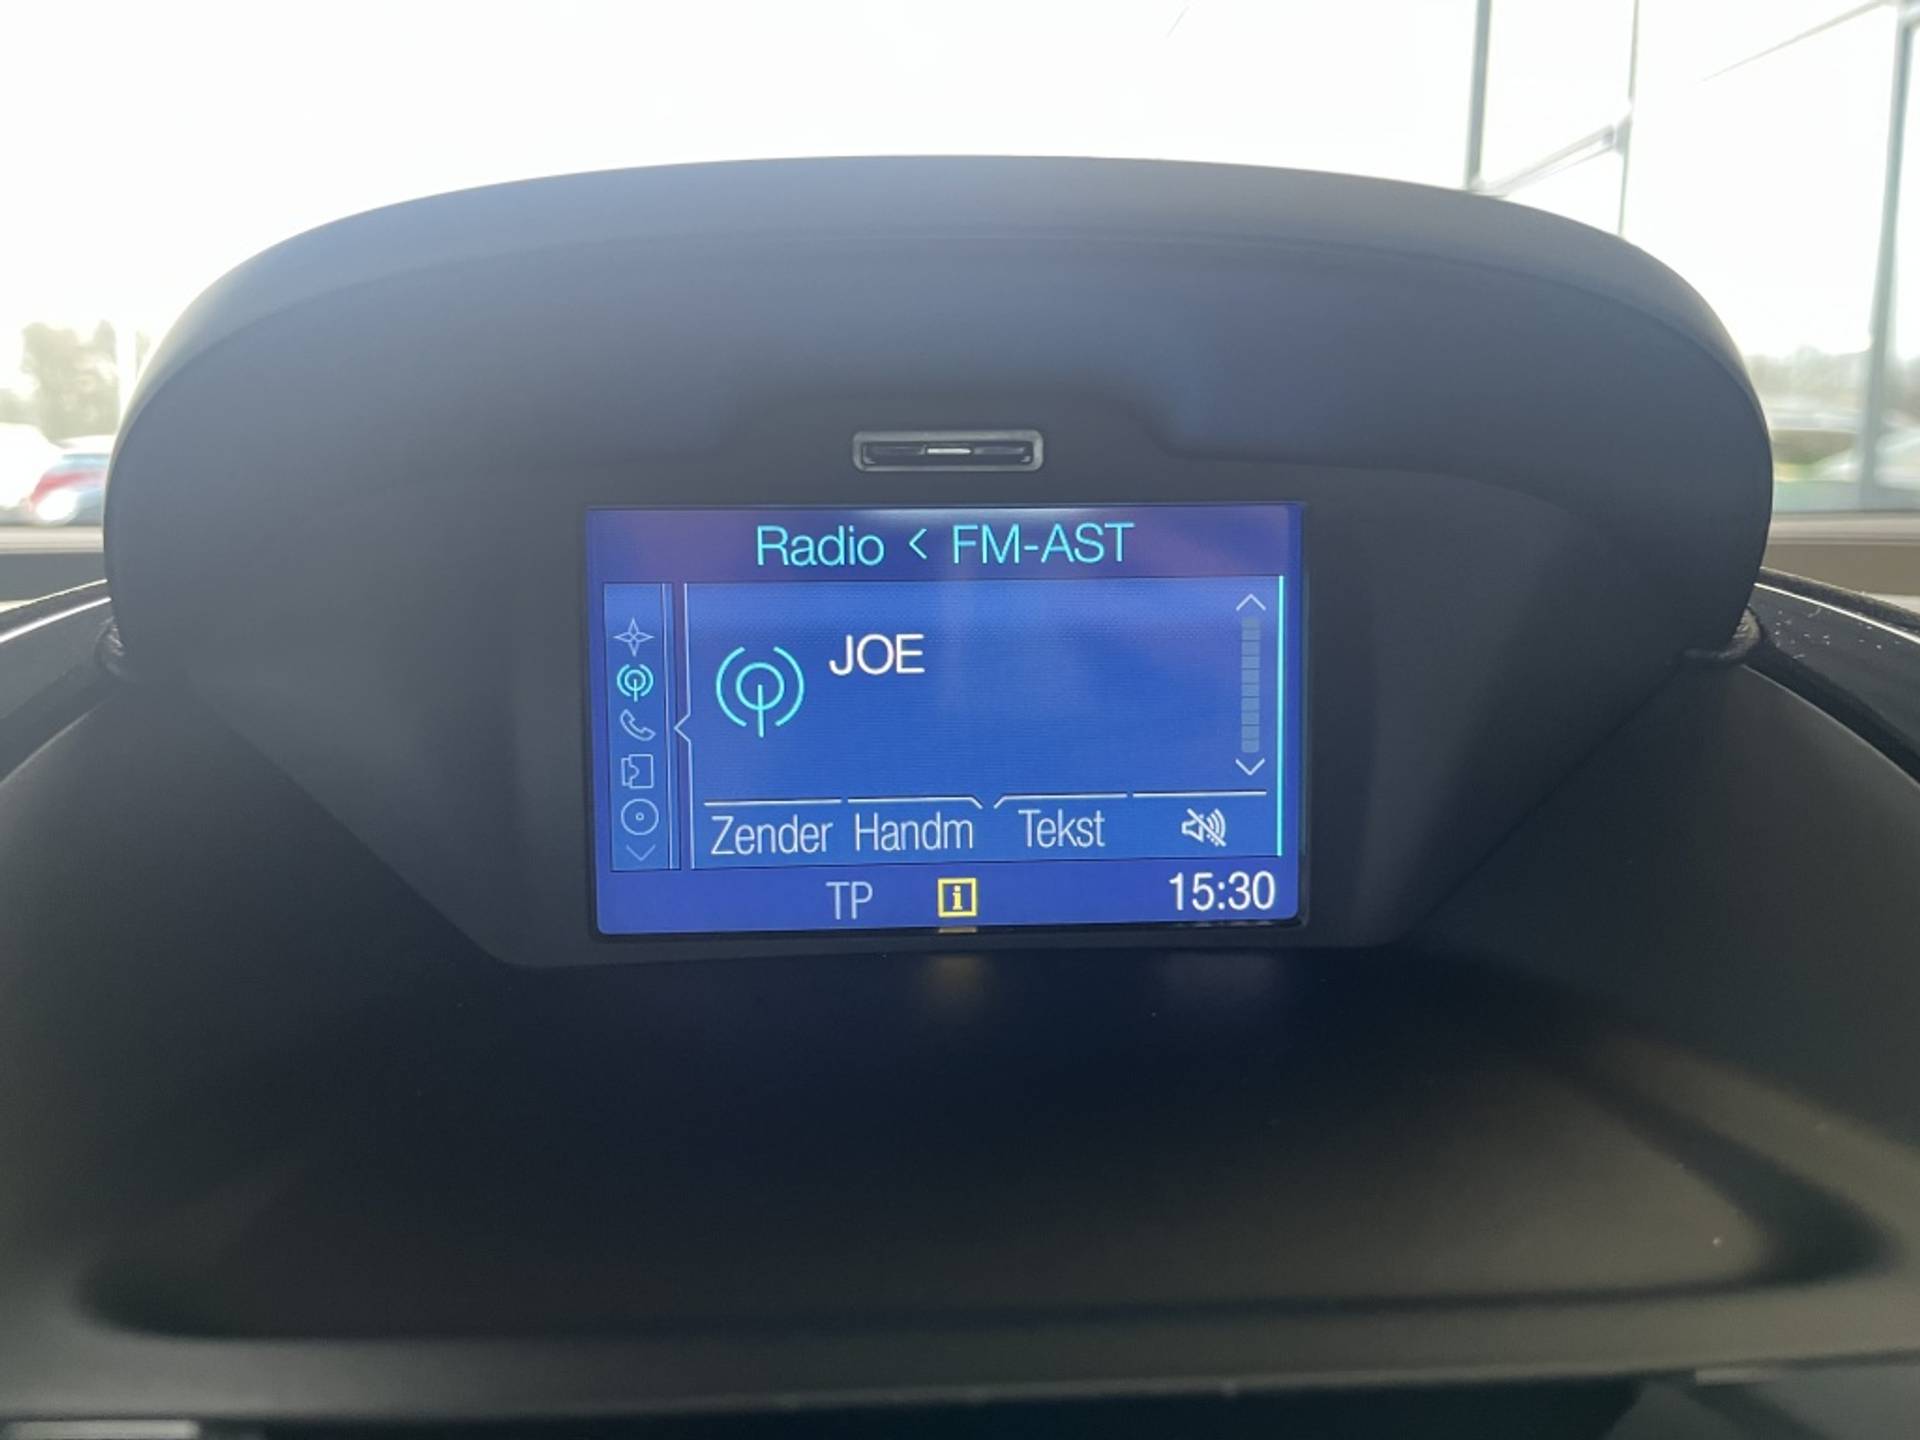 Radio < FM-AST
JOE
Zender Handm Tekst
TP i 15:30